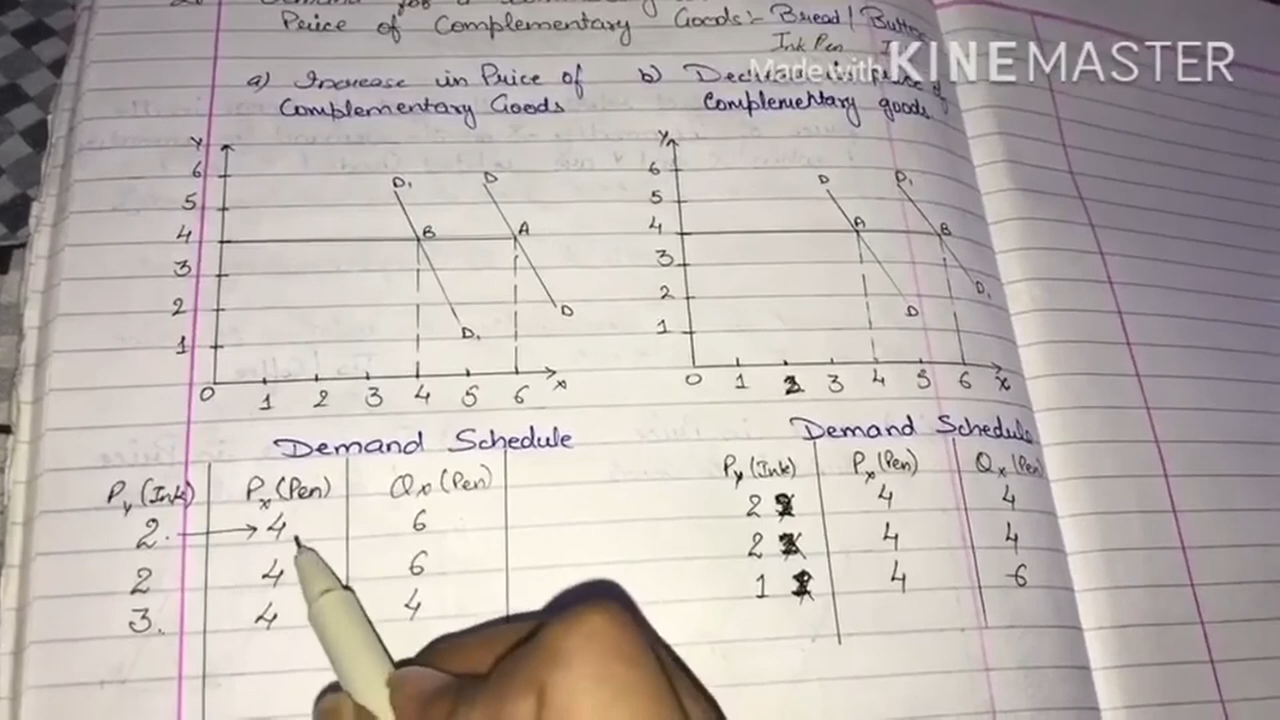 Price of Complementary Goods:- Bread / Butter
Ink Pen
Made with KINEMASTER
a) Increase in Price of
Complementary Goods
b) Decrease in Price of
Complementary goods
Y
6
5
4
3
2
1
0 1 2 3 4 5 6 x
D1 D
B A
D1 D
Y
6
5
4
3
2
1
0 1 2 3 4 5 6 x
D D1
A B
D D1
Demand Schedule
Py (Ink) Px (Pen) Qx (Pen)
2 → 4 6
2 4 6
3. 4 4
Demand Schedule
Py (Ink) Px (Pen) Qx (Pen)
2 4 4
2 4 4
1 4 6